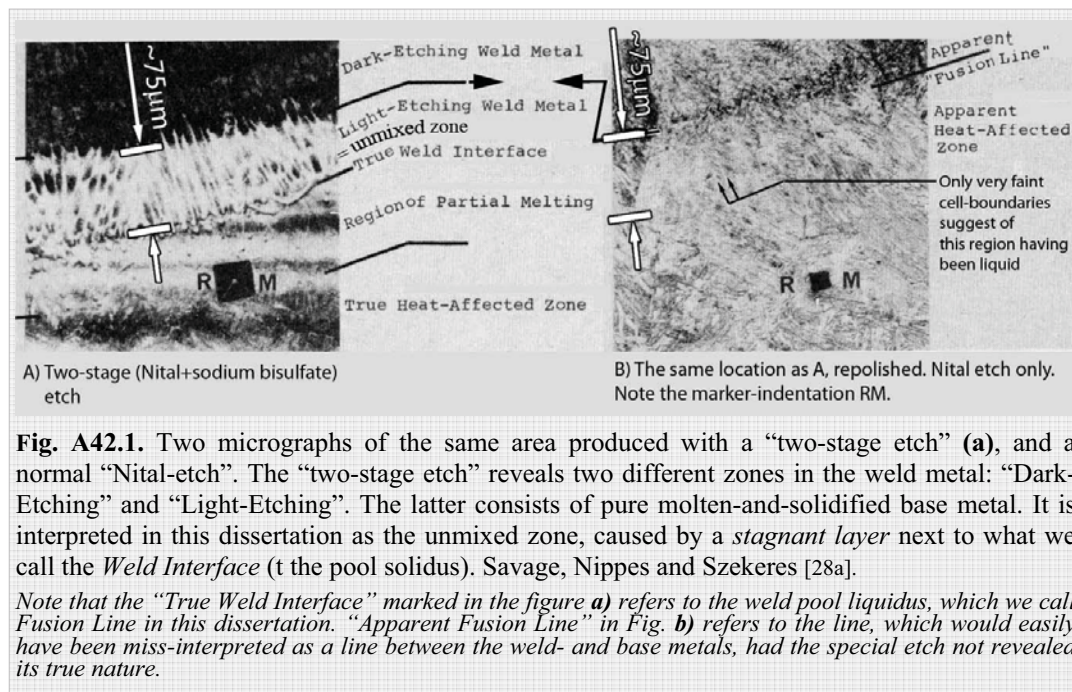 ~75µm
Dark-Etching Weld Metal
Light-Etching Weld Metal
= unmixed zone
True Weld Interface
Region of Partial Melting
R M
True Heat-Affected Zone
A) Two-stage (Nital+sodium bisulfate)
etch
~75µm
Apparent
"Fusion Line"
Apparent
Heat-Affected
Zone
Only very faint
cell-boundaries
suggest of
this region having
been liquid
R M
B) The same location as A, repolished. Nital etch only.
Note the marker-indentation RM.
Fig. A42.1. Two micrographs of the same area produced with a “two-stage etch” (a), and a
normal “Nital-etch”. The “two-stage etch” reveals two different zones in the weld metal: “Dark-
Etching” and “Light-Etching”. The latter consists of pure molten-and-solidified base metal. It is
interpreted in this dissertation as the unmixed zone, caused by a stagnant layer next to what we
call the Weld Interface (t the pool solidus). Savage, Nippes and Szekeres [28a].
Note that the “True Weld Interface” marked in the figure a) refers to the weld pool liquidus, which we call
Fusion Line in this dissertation. “Apparent Fusion Line” in Fig. b) refers to the line, which would easily
have been miss-interpreted as a line between the weld- and base metals, had the special etch not revealed
its true nature.